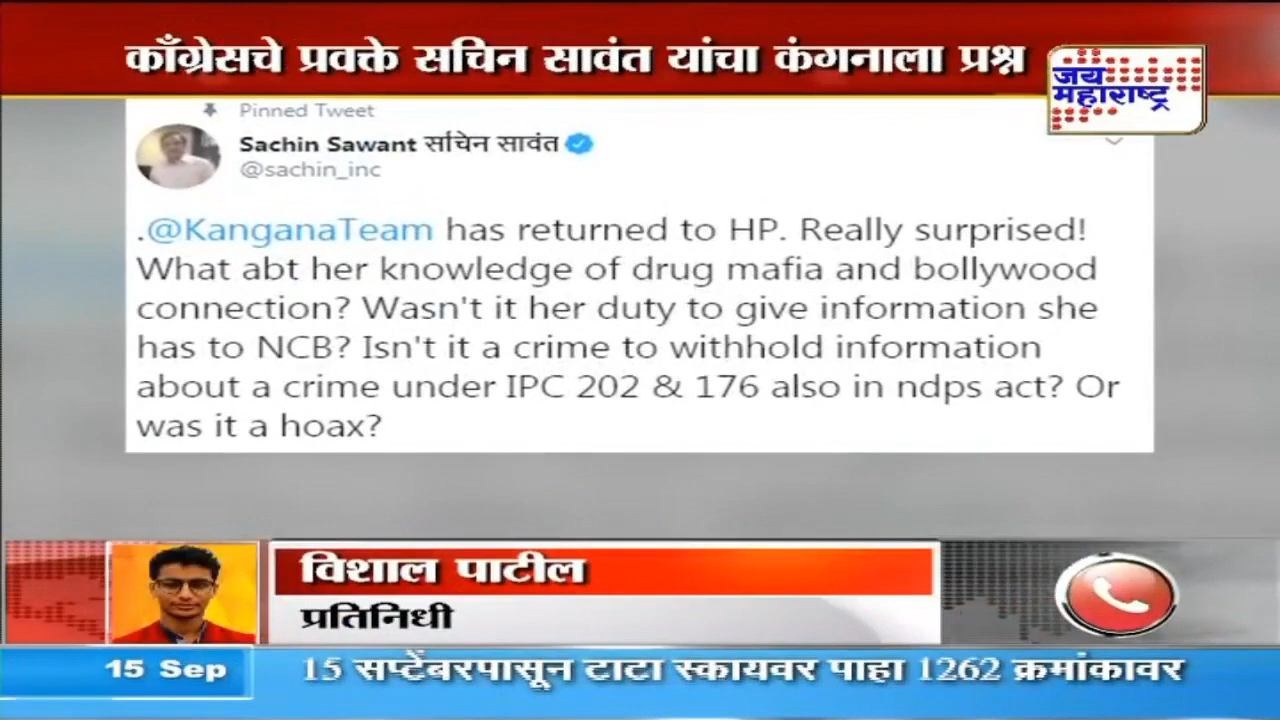 काँग्रेसचे प्रवक्ते सचिन सावंत यांचा कंगनाला प्रश्न
जय
महाराष्ट्र
Pinned Tweet
Sachin Sawant सचिन सावंत
@sachin_inc
.@KanganaTeam has returned to HP. Really surprised!
What abt her knowledge of drug mafia and bollywood
connection? Wasn't it her duty to give information she
has to NCB? Isn't it a crime to withhold information
about a crime under IPC 202 & 176 also in ndps act? Or
was it a hoax?
विशाल पाटील
प्रतिनिधी
15 Sep
15 सप्टेंबरपासून टाटा स्कायवर पाहा 1262 क्रमांकावर